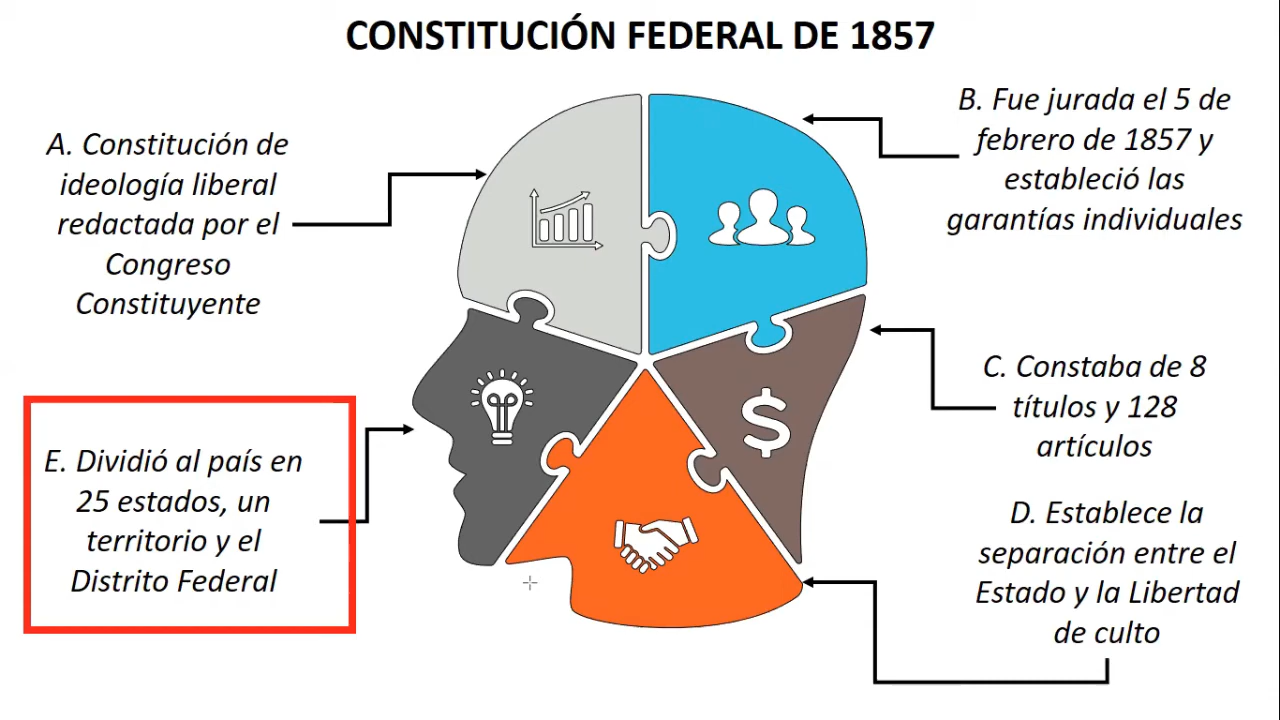 CONSTITUCIÓN FEDERAL DE 1857
A. Constitución de
ideología liberal
redactada por el
Congreso
Constituyente
B. Fue jurada el 5 de
febrero de 1857 y
estableció las
garantías individuales
C. Constaba de 8
títulos y 128
artículos
D. Establece la
separación entre el
Estado y la Libertad
de culto
E. Dividió al país en
25 estados, un
territorio y el
Distrito Federal
$